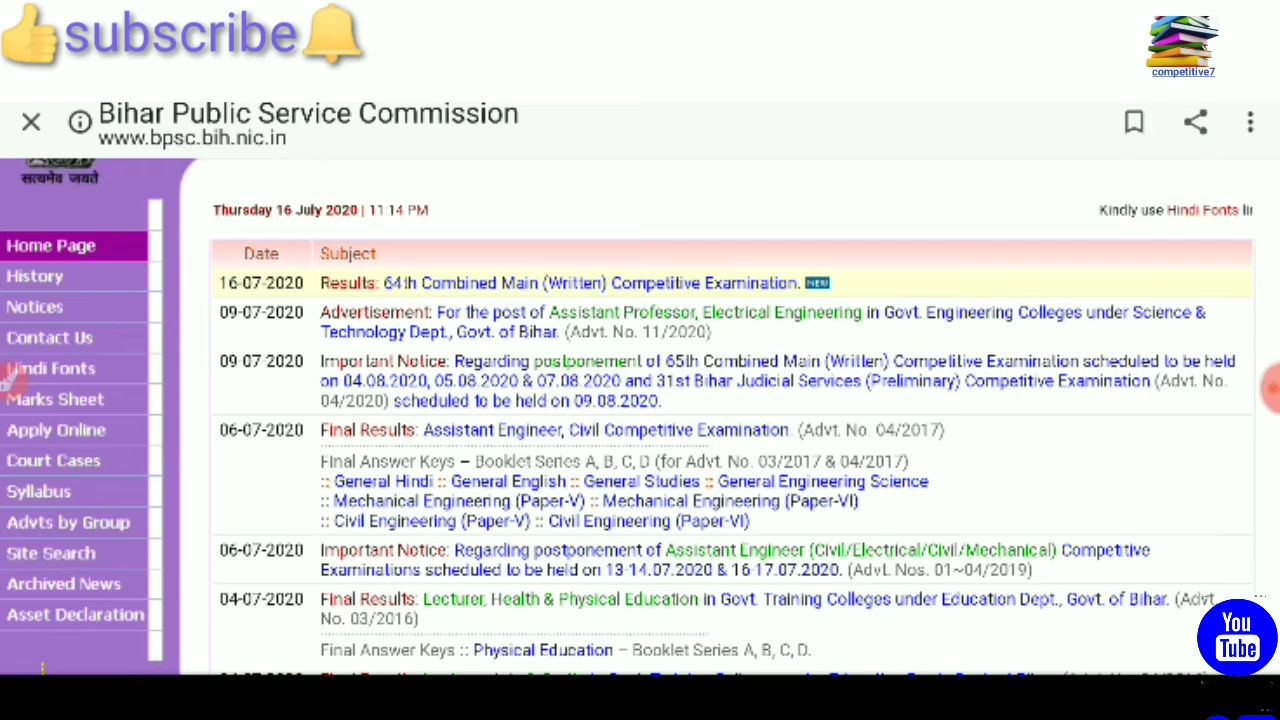 subscribe
competitive7
Bihar Public Service Commission
www.bpsc.bih.nic.in
सत्यमेव जयते
Thursday 16 July 2020 | 11:14 PM
Kindly use Hindi Fonts
Home Page
History
Notices
Contact Us
Hindi Fonts
Marks Sheet
Apply Online
Court Cases
Syllabus
Advts by Group
Site Search
Archived News
Asset Declaration
Date Subject
16-07-2020 Results: 64th Combined Main (Written) Competitive Examination. NEW
09-07-2020 Advertisement: For the post of Assistant Professor, Electrical Engineering in Govt. Engineering Colleges under Science &
Technology Dept., Govt. of Bihar. (Advt. No. 11/2020)
09-07-2020 Important Notice: Regarding postponement of 65th Combined Main (Written) Competitive Examination scheduled to be held
on 04.08.2020, 05.08.2020 & 07.08.2020 and 31st Bihar Judicial Services (Preliminary) Competitive Examination (Advt. No.
04/2020) scheduled to be held on 09.08.2020.
06-07-2020 Final Results: Assistant Engineer, Civil Competitive Examination. (Advt. No. 04/2017)
Final Answer Keys – Booklet Series A, B, C, D (for Advt. No. 03/2017 & 04/2017)
:: General Hindi :: General English :: General Studies :: General Engineering Science
:: Mechanical Engineering (Paper-V) :: Mechanical Engineering (Paper-VI)
:: Civil Engineering (Paper-V) :: Civil Engineering (Paper-VI)
06-07-2020 Important Notice: Regarding postponement of Assistant Engineer (Civil/Electrical/Civil/Mechanical) Competitive
Examinations scheduled to be held on 13-14.07.2020 & 16-17.07.2020. (Advt. Nos. 01~04/2019)
04-07-2020 Final Results: Lecturer, Health & Physical Education in Govt. Training Colleges under Education Dept., Govt. of Bihar. (Advt.
No. 03/2016)
Final Answer Keys :: Physical Education – Booklet Series A, B, C, D.
You
Tube